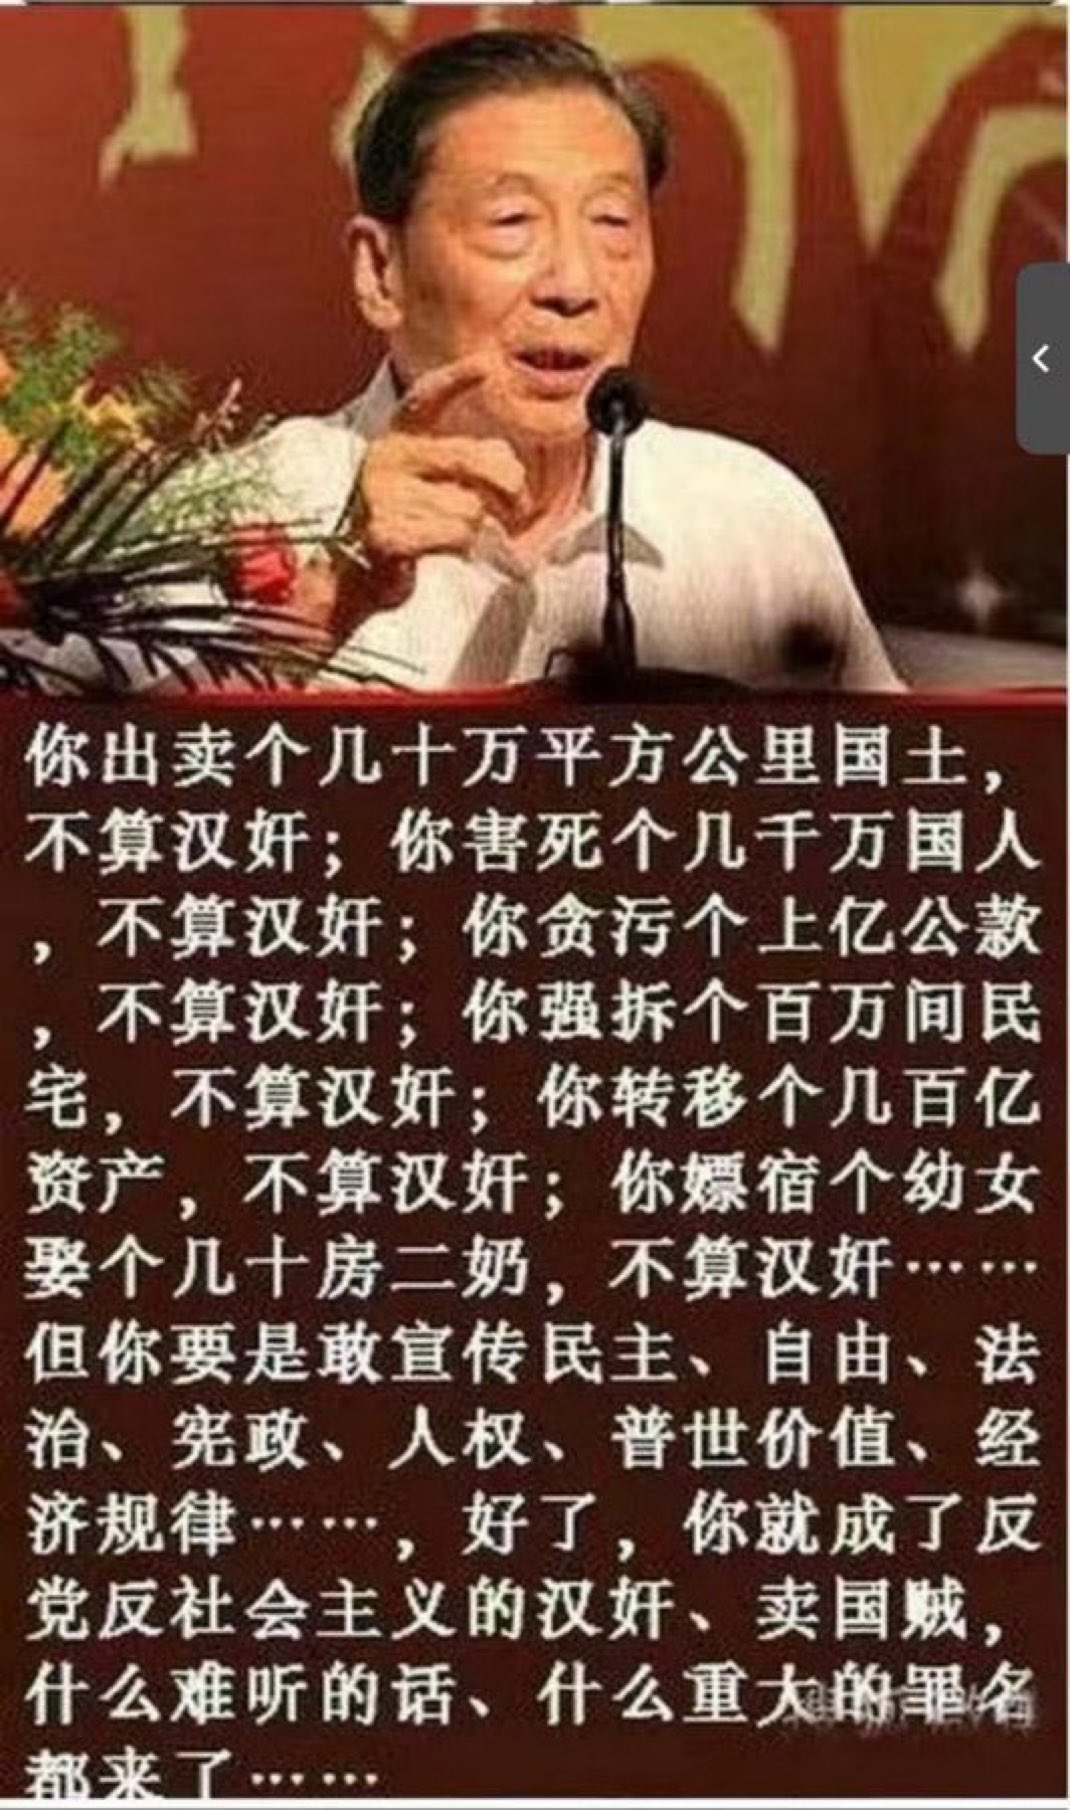 你出卖个几十万平方公里国土，
不算汉奸；你害死个几千万国人
，不算汉奸；你贪污个上亿公款
，不算汉奸；你强拆个百万间民
宅，不算汉奸；你转移个几百亿
资产，不算汉奸；你嫖宿个幼女
娶个几十房二奶，不算汉奸……
但你要是敢宣传民主、自由、法
治、宪政、人权、普世价值、经
济规律……，好了，你就成了反
党反社会主义的汉奸、卖国贼，
什么难听的话、什么重大的罪名
都来了……